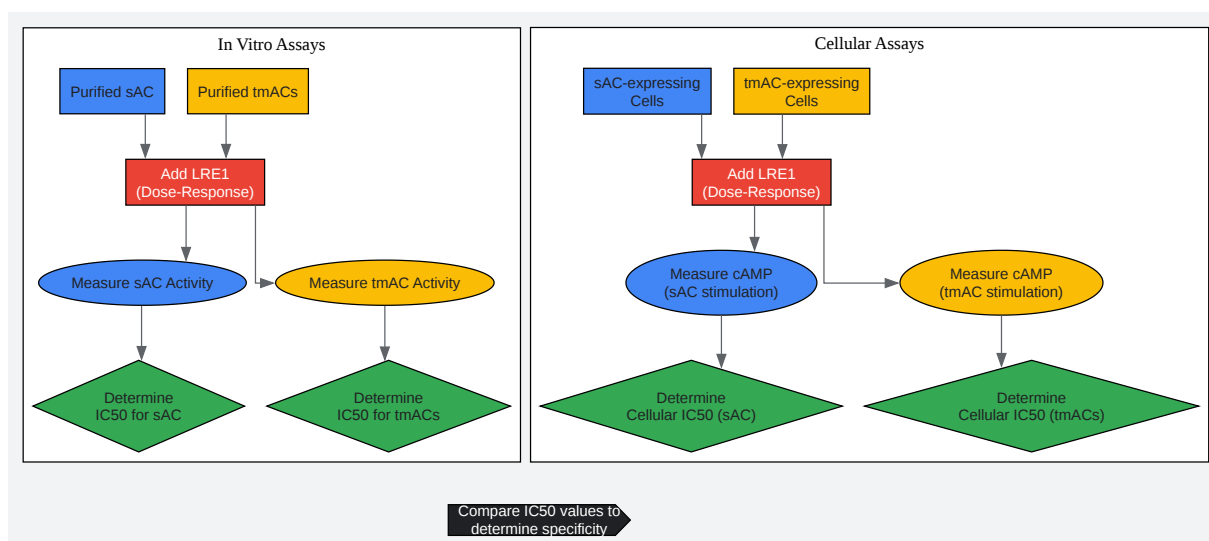 In Vitro Assays
Purified sAC
Purified tmACs
Add LRE1
(Dose-Response)
Measure sAC Activity
Measure tmAC Activity
Determine
IC50 for sAC
Determine
IC50 for tmACs
Cellular Assays
sAC-expressing
Cells
tmAC-expressing
Cells
Add LRE1
(Dose-Response)
Measure cAMP
(sAC stimulation)
Measure cAMP
(tmAC stimulation)
Determine
Cellular IC50 (sAC)
Determine
Cellular IC50 (tmACs)
Compare IC50 values to
determine specificity